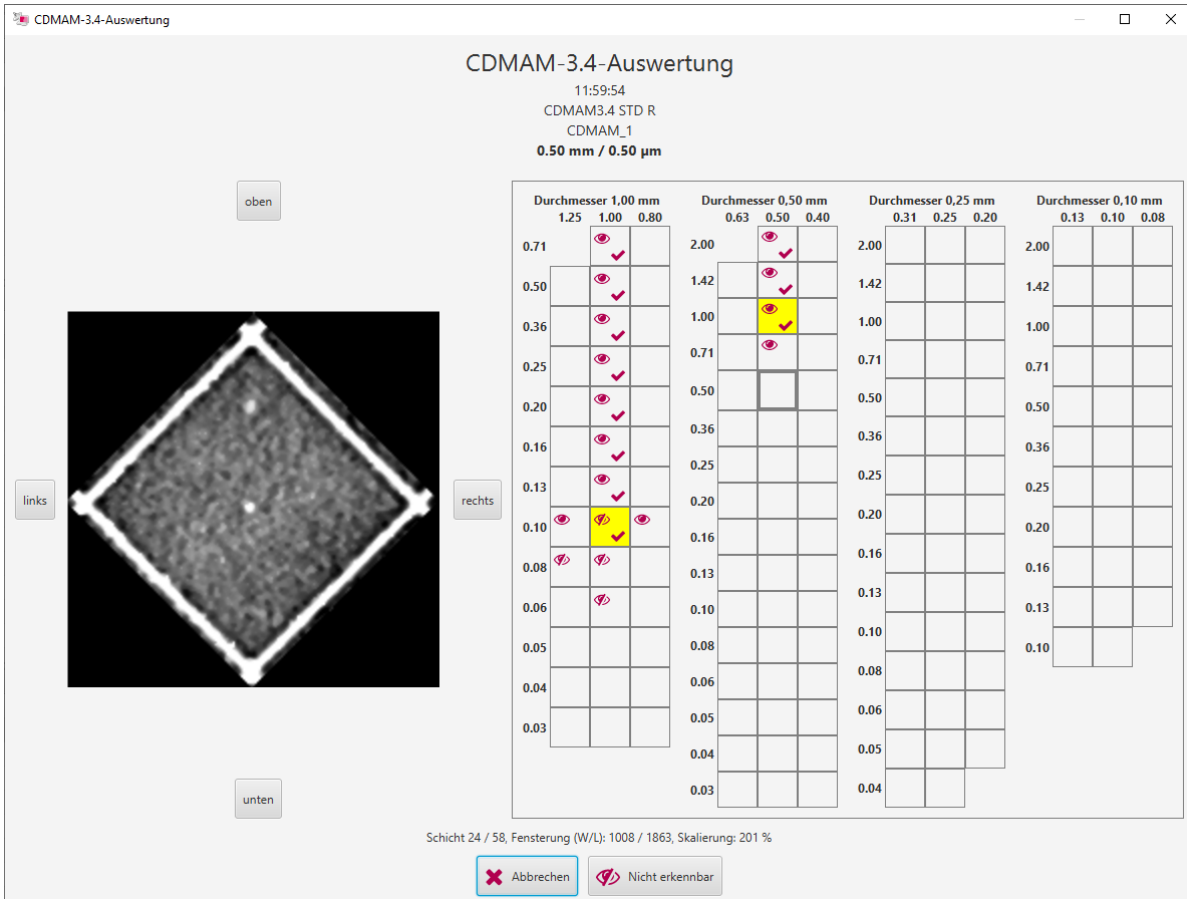 CDMAM-3.4-Auswertung
CDMAM-3.4-Auswertung
11:59:54
CDMAM3.4 STD R
CDMAM_1
0.50 mm / 0.50 µm
oben
links
rechts
unten
Durchmesser 1,00 mm
1.25 1.00 0.80
0.71
0.50
0.36
0.25
0.20
0.16
0.13
0.10
0.08
0.06
0.05
0.04
0.03
Durchmesser 0,50 mm
0.63 0.50 0.40
2.00
1.42
1.00
0.71
0.50
0.36
0.25
0.20
0.16
0.13
0.10
0.08
0.06
0.05
0.04
0.03
Durchmesser 0,25 mm
0.31 0.25 0.20
2.00
1.42
1.00
0.71
0.50
0.36
0.25
0.20
0.16
0.13
0.10
0.08
0.06
0.05
0.04
Durchmesser 0,10 mm
0.13 0.10 0.08
2.00
1.42
1.00
0.71
0.50
0.36
0.25
0.20
0.16
0.13
0.10
Schicht 24 / 58, Fensterung (W/L): 1008 / 1863, Skalierung: 201 %
Abbrechen
Nicht erkennbar